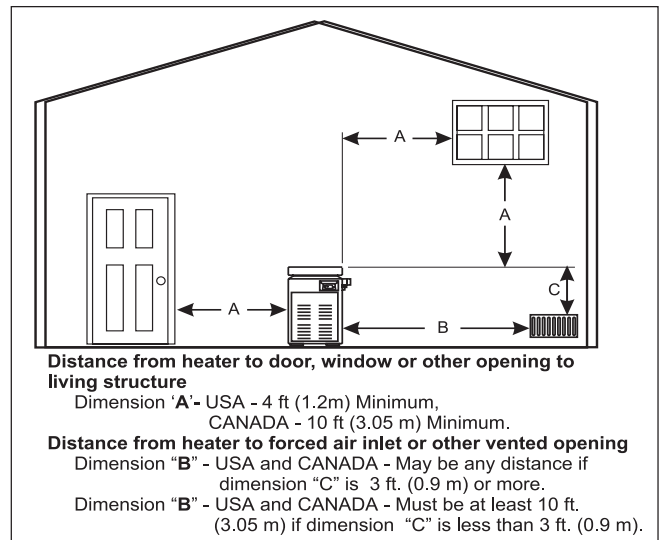 A
A
C
A
B
Distance from heater to door, window or other opening to
living structure
Dimension ‘A’- USA - 4 ft (1.2m) Minimum,
CANADA - 10 ft (3.05 m) Minimum.
Distance from heater to forced air inlet or other vented opening
Dimension “B” - USA and CANADA - May be any distance if
dimension “C” is 3 ft. (0.9 m) or more.
Dimension “B” - USA and CANADA - Must be at least 10 ft.
(3.05 m) if dimension “C” is less than 3 ft. (0.9 m).